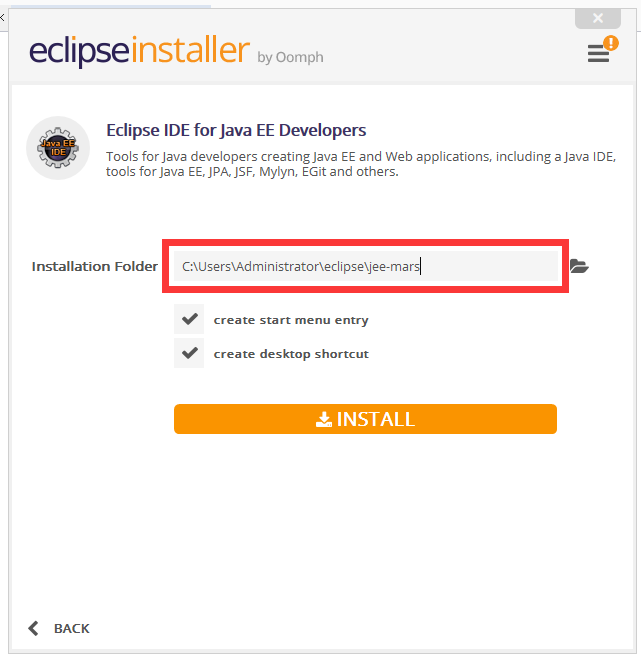 eclipseinstaller by Oomph
!
Java EE
IDE
Eclipse IDE for Java EE Developers
Tools for Java developers creating Java EE and Web applications, including a Java IDE,
tools for Java EE, JPA, JSF, Mylyn, EGit and others.
Installation Folder C:\Users\Administrator\eclipse\jee-mars
create start menu entry
create desktop shortcut
INSTALL
BACK